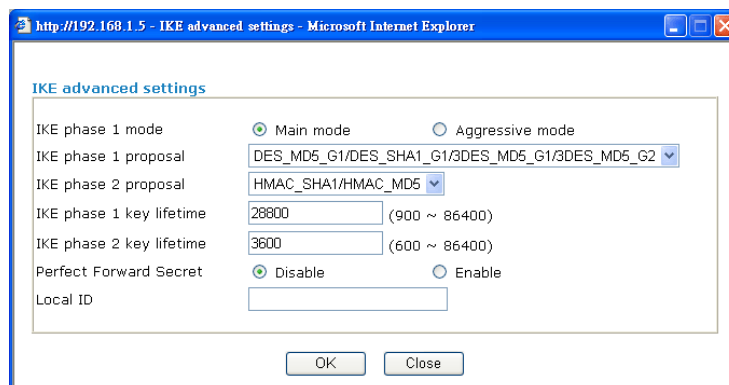 http://192.168.1.5 - IKE advanced settings - Microsoft Internet Explorer
IKE advanced settings
IKE phase 1 mode Main mode Aggressive mode
IKE phase 1 proposal DES_MD5_G1/DES_SHA1_G1/3DES_MD5_G1/3DES_MD5_G2
IKE phase 2 proposal HMAC_SHA1/HMAC_MD5
IKE phase 1 key lifetime 28800 (900 ~ 86400)
IKE phase 2 key lifetime 3600 (600 ~ 86400)
Perfect Forward Secret Disable Enable
Local ID
OK Close